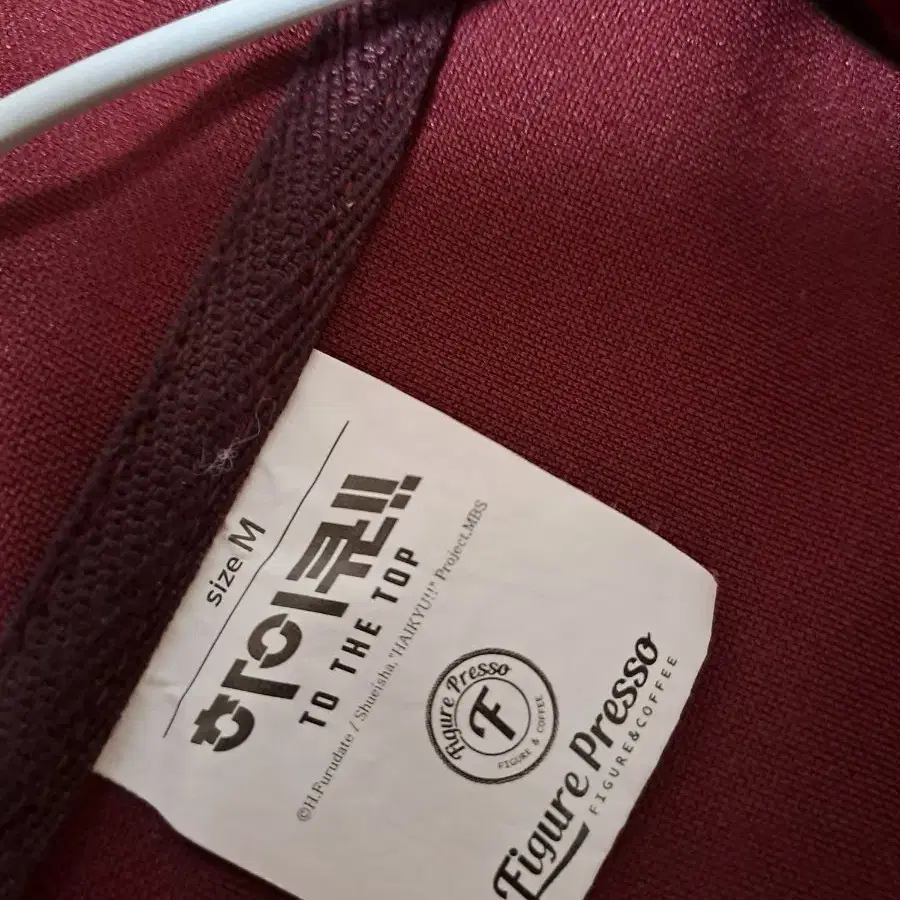 size M
하이큐!!
TO THE TOP
©H.Furudate / Shueisha, "HAIKYU!!" Project.MBS
Figure Presso
F
FIGURE & COFFEE
Figure Presso
FIGURE&COFFEE